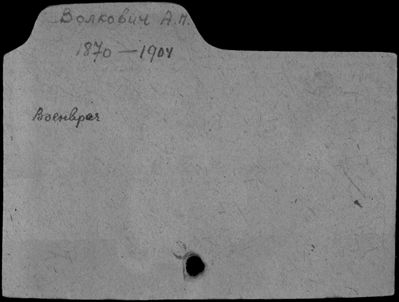 Волкович А.П.
1870 — 1904
Военврач